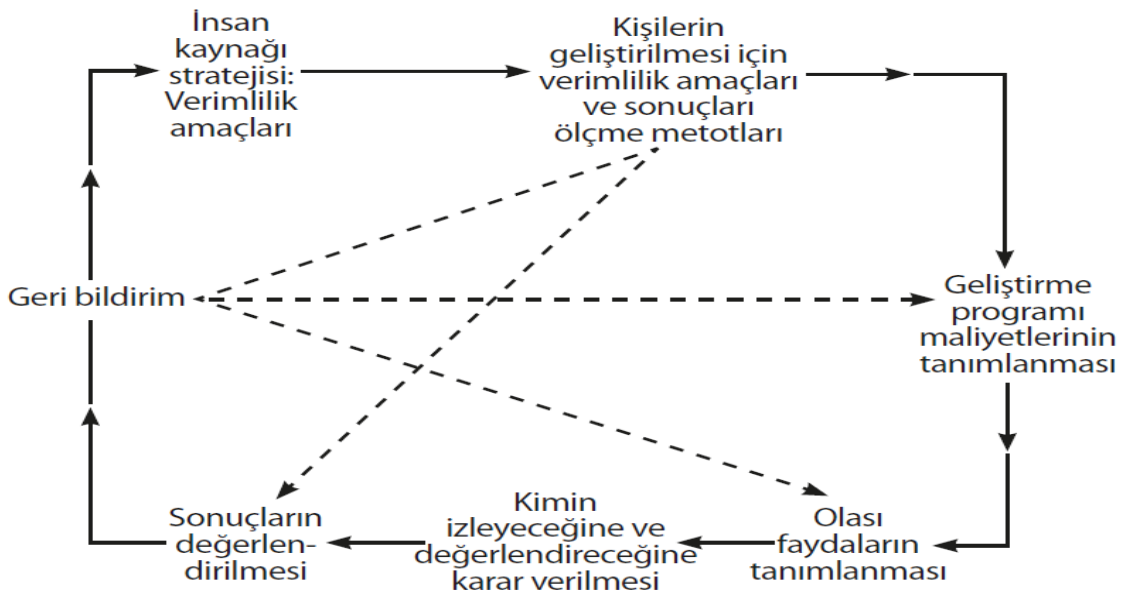 İnsan
kaynağı
stratejisi:
Verimlilik
amaçları
Kişilerin
geliştirilmesi için
verimlilik amaçları
ve sonuçları
ölçme metotları
Geri bildirim
Geliştirme
programı
maliyetlerinin
tanımlanması
Sonuçların
değerlen-
dirilmesi
Kimin
izleyeceğine ve
değerlendireceğine
karar verilmesi
Olası
faydaların
tanımlanması